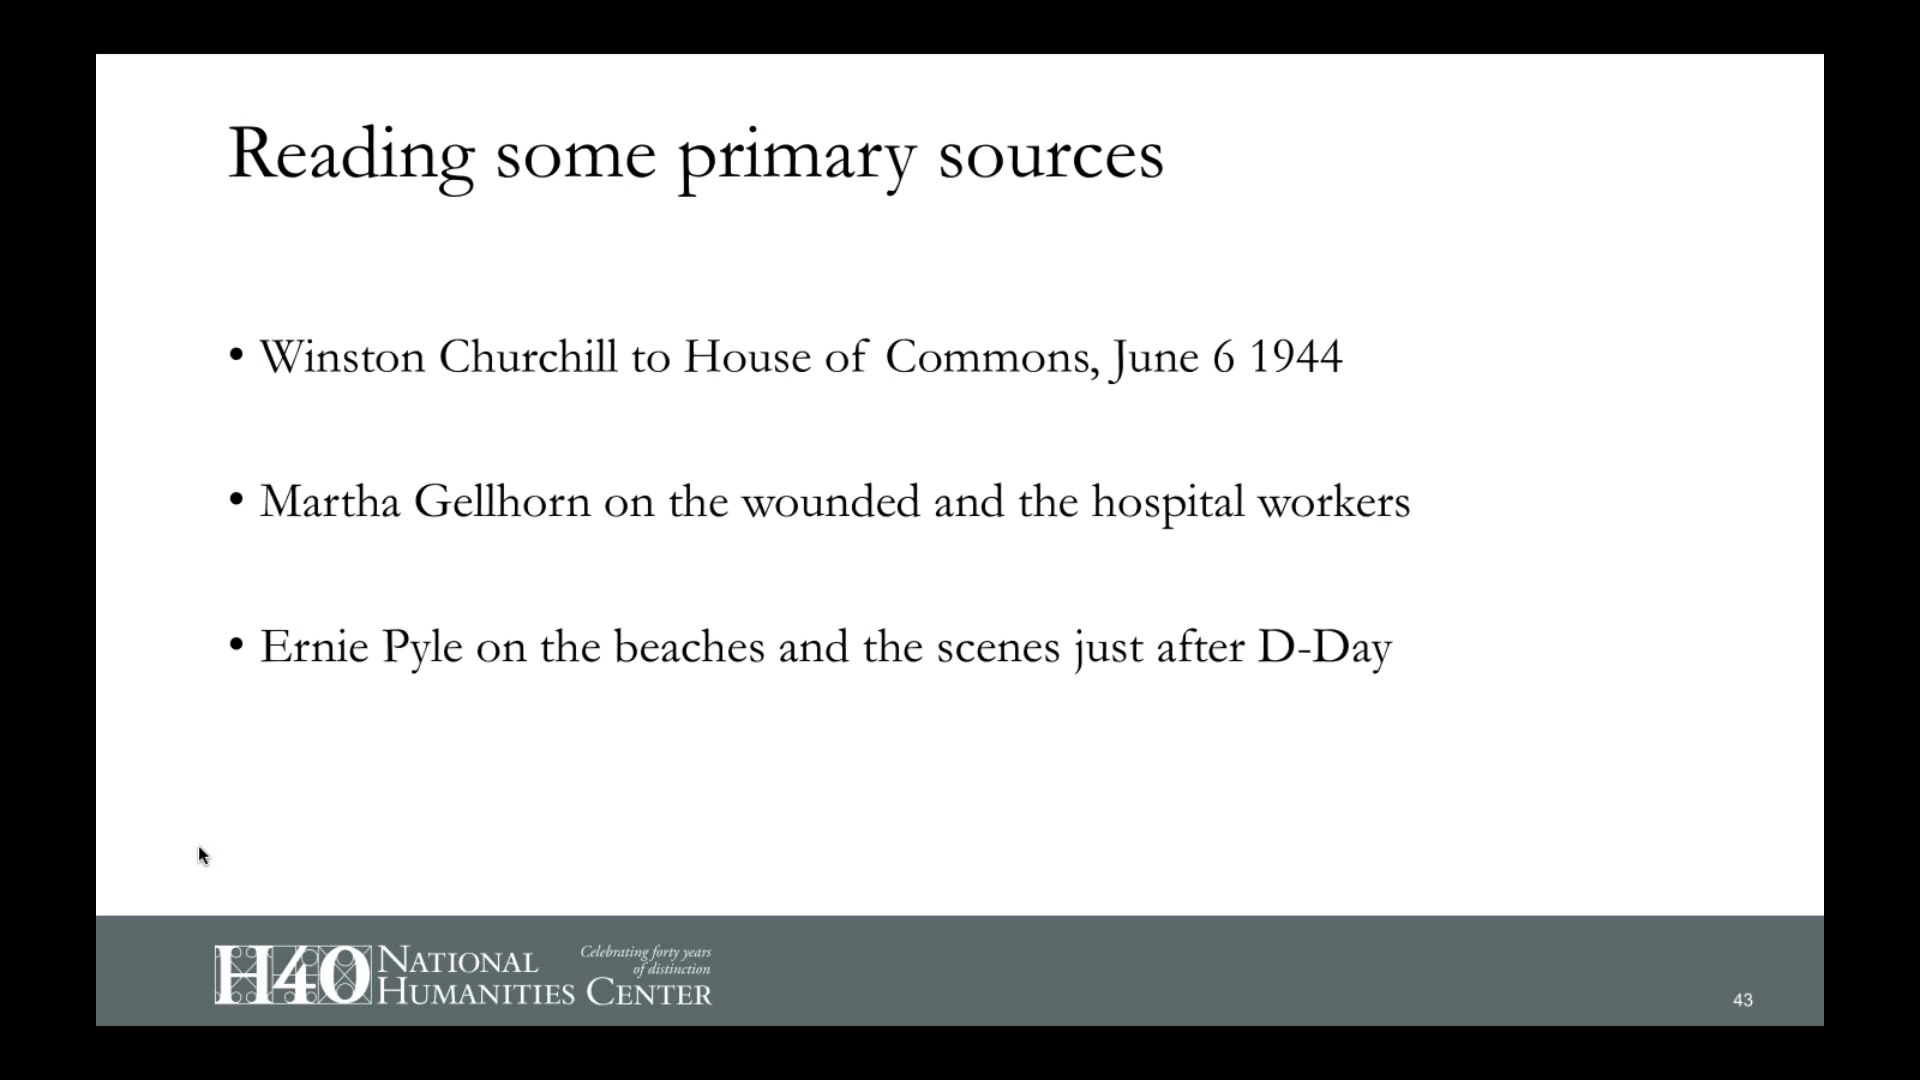 Reading some primary sources
• Winston Churchill to House of Commons, June 6 1944
• Martha Gellhorn on the wounded and the hospital workers
• Ernie Pyle on the beaches and the scenes just after D-Day
H40 National Humanities Center
Celebrating forty years
of distinction
43